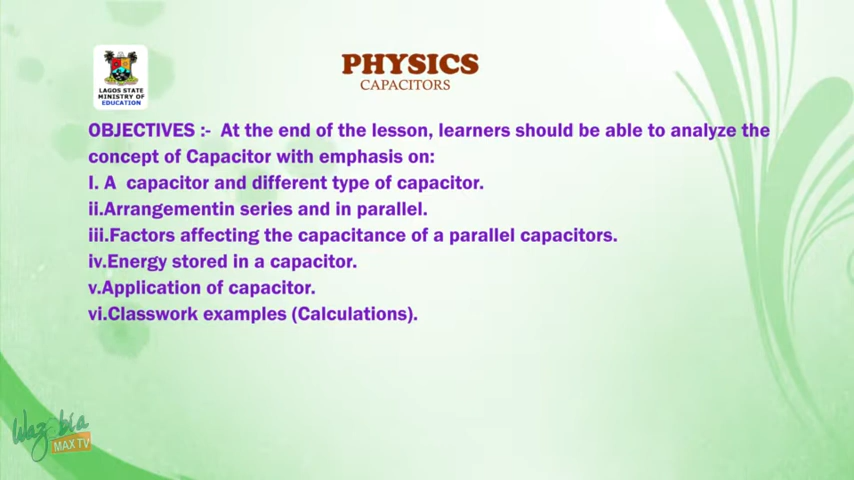 PHYSICS
CAPACITORS
LAGOS STATE
MINISTRY OF
EDUCATION
OBJECTIVES :- At the end of the lesson, learners should be able to analyze the
concept of Capacitor with emphasis on:
I. A capacitor and different type of capacitor.
ii.Arrangementin series and in parallel.
iii.Factors affecting the capacitance of a parallel capacitors.
iv.Energy stored in a capacitor.
v.Application of capacitor.
vi.Classwork examples (Calculations).
Wazobia
MAX TV